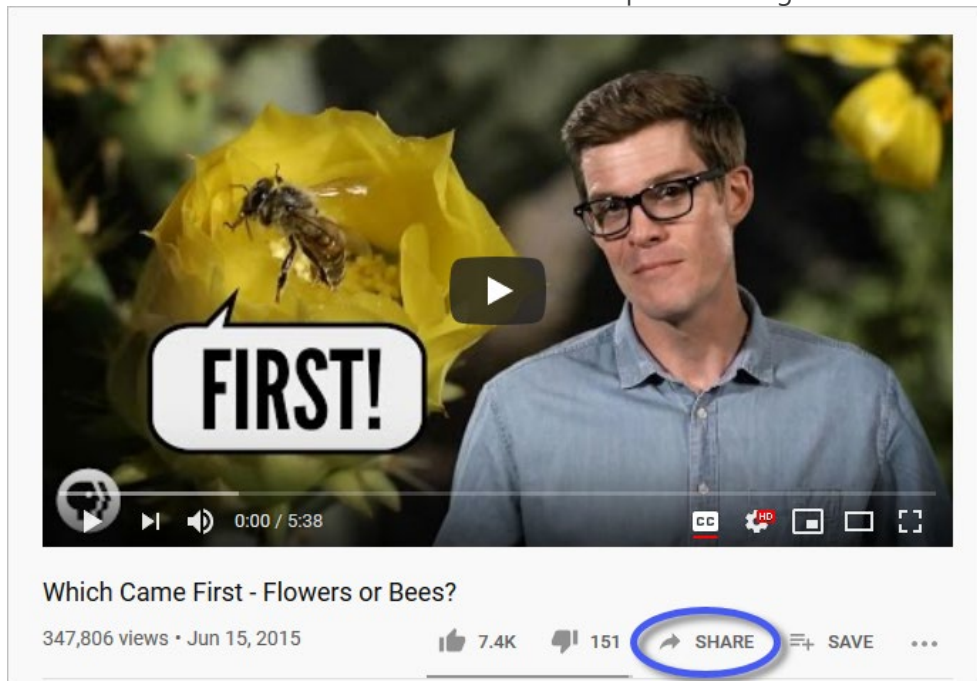 FIRST!
0:00 / 5:38
CC
HD
Which Came First - Flowers or Bees?
347,806 views • Jun 15, 2015
7.4K 151 SHARE SAVE